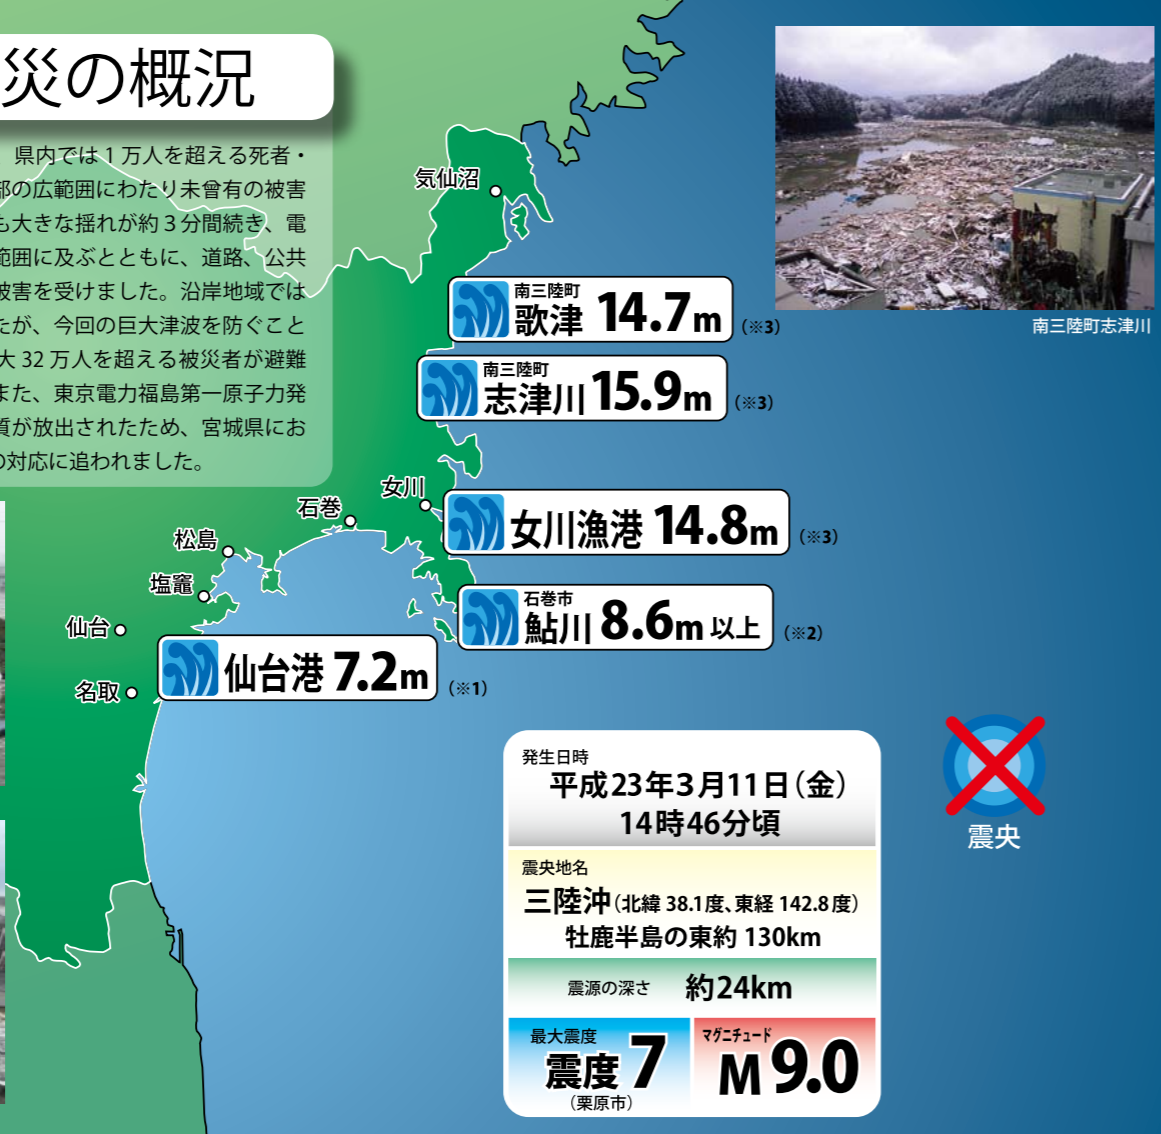 災の概況
県内では1万人を超える死者・
部の広範囲にわたり未曾有の被害
も大きな揺れが約3分間続き、電
範囲に及ぶとともに、道路、公共
被害を受けました。沿岸地域では
たが、今回の巨大津波を防ぐこと
大32万人を超える被災者が避難
また、東京電力福島第一原子力発
質が放出されたため、宮城県にお
の対応に追われました。
南三陸町志津川
気仙沼
南三陸町
歌津 14.7m (※3)
南三陸町
志津川 15.9m (※3)
女川
石巻
女川漁港 14.8m (※3)
松島
塩竈
石巻市
鮎川 8.6m以上 (※2)
仙台
仙台港 7.2m (※1)
名取
震央
発生日時
平成23年3月11日(金)
14時46分頃
震央地名
三陸沖(北緯 38.1度、東経 142.8度)
牡鹿半島の東約 130km
震源の深さ 約24km
最大震度
震度 7
(栗原市)
マグニチュード
M 9.0